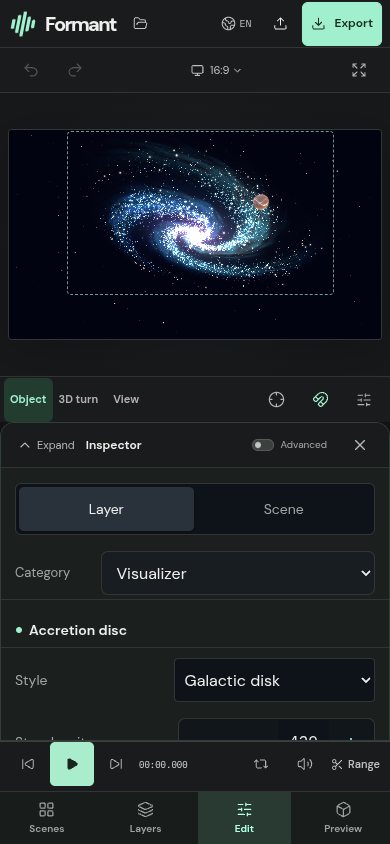 Formant
EN
Export
16:9
Object
3D turn
View
Expand
Inspector
Advanced
Layer
Scene
Category
Visualizer
Accretion disc
Style
Galactic disk
00:00.000
Range
Scenes
Layers
Edit
Preview